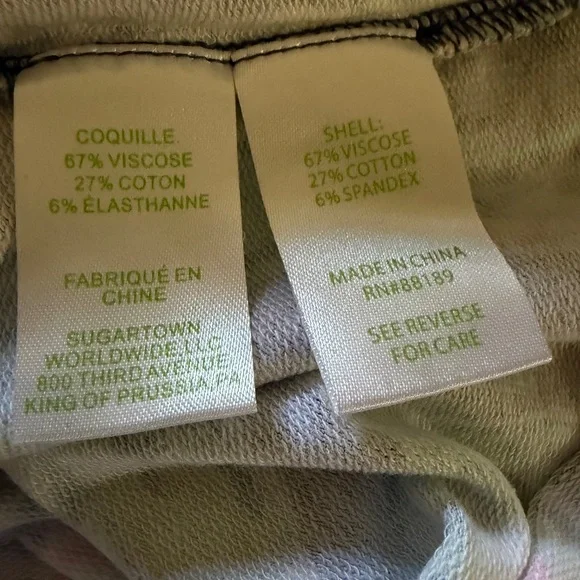 COQUILLE
67% VISCOSE
27% COTON
6% ÉLASTHANNE
FABRIQUÉ EN
CHINE
SUGARTOWN
WORLDWIDE, LLC
800 THIRD AVENUE
KING OF PRUSSIA, PA
SHELL:
67% VISCOSE
27% COTTON
6% SPANDEX
MADE IN CHINA
RN#88189
SEE REVERSE
FOR CARE